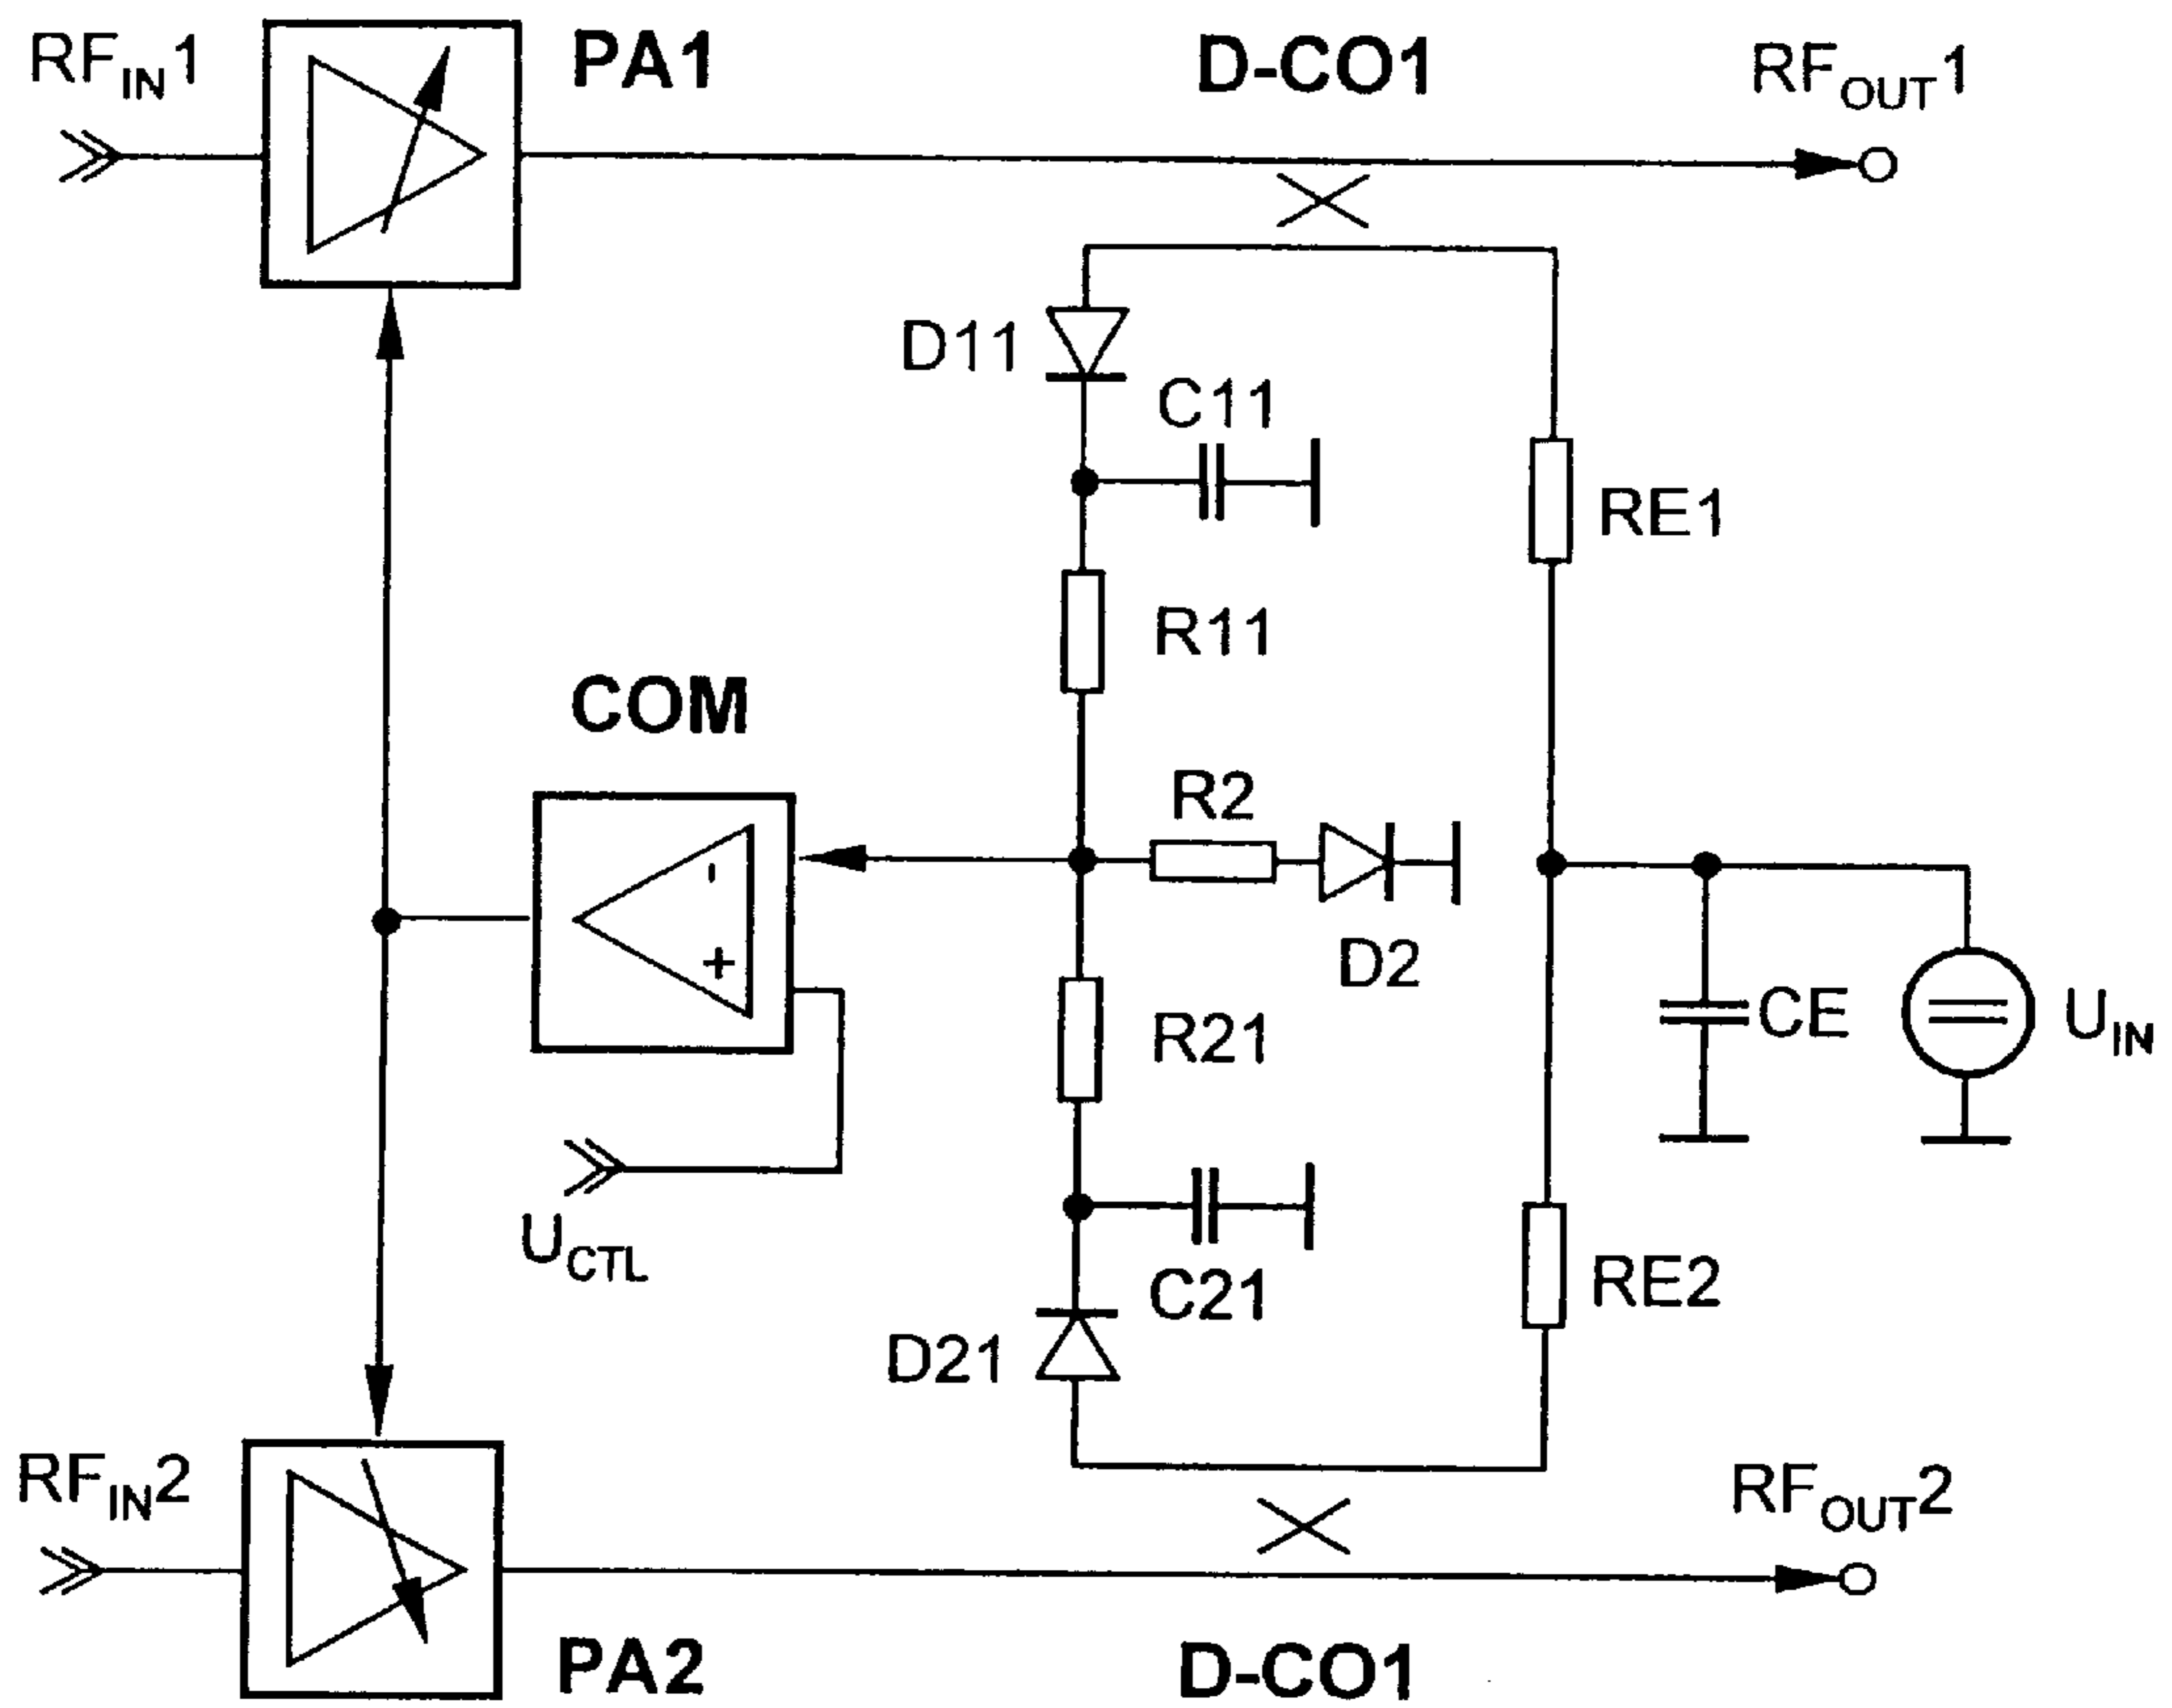 RFIN1
PA1
D-CO1
RFOUT1
D11
C11
RE1
R11
COM
R2
-
+
D2
R21
CE
UIN
UCTL
C21
RE2
D21
RFIN2
RFOUT2
PA2
D-CO1